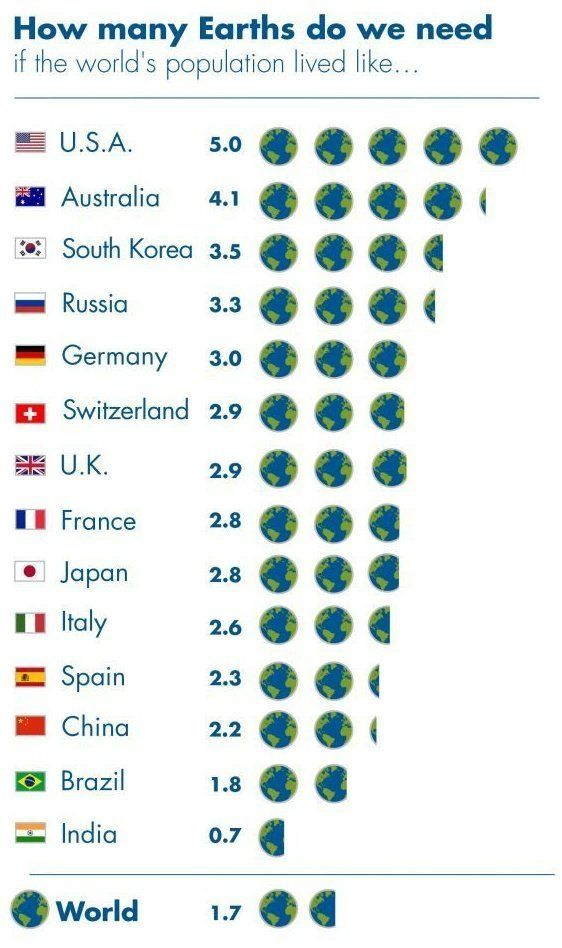 How many Earths do we need
if the world's population lived like...
U.S.A. 5.0
Australia 4.1
South Korea 3.5
Russia 3.3
Germany 3.0
Switzerland 2.9
U.K. 2.9
France 2.8
Japan 2.8
Italy 2.6
Spain 2.3
China 2.2
Brazil 1.8
India 0.7
World 1.7